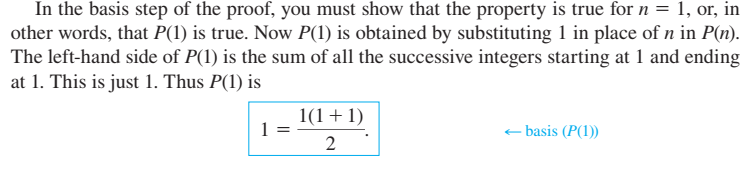 In the basis step of the proof, you must show that the property is true for n = 1, or, in
other words, that P(1) is true. Now P(1) is obtained by substituting 1 in place of n in P(n).
The left-hand side of P(1) is the sum of all the successive integers starting at 1 and ending
at 1. This is just 1. Thus P(1) is
1 = 1(1 + 1)/2. ← basis (P(1))